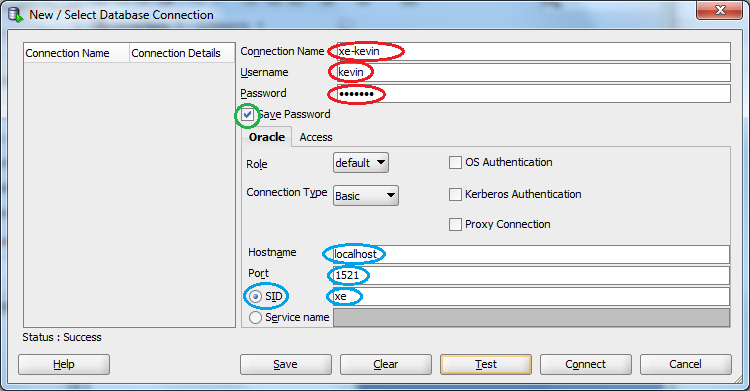 New / Select Database Connection
Connection Name Connection Details
Connection Name xe-kevin
Username kevin
Password •••••••
Save Password
Oracle Access
Role default OS Authentication
Connection Type Basic Kerberos Authentication
Proxy Connection
Hostname localhost
Port 1521
SID xe
Service name
Status : Success
Help Save Clear Test Connect Cancel